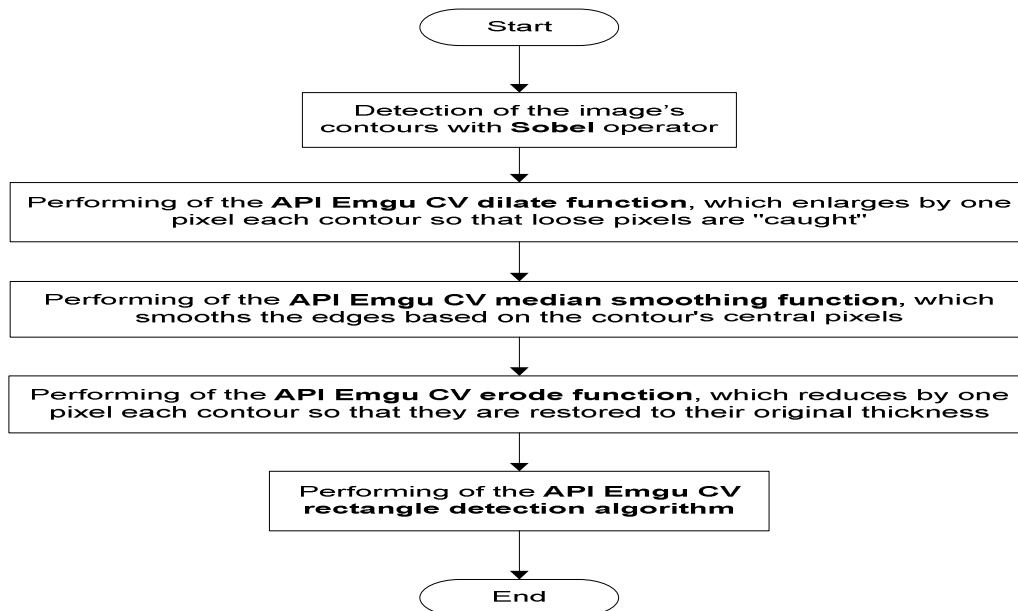 Start
Detection of the image's
contours with Sobel operator
Performing of the API Emgu CV dilate function, which enlarges by one
pixel each contour so that loose pixels are "caught"
Performing of the API Emgu CV median smoothing function, which
smooths the edges based on the contour's central pixels
Performing of the API Emgu CV erode function, which reduces by one
pixel each contour so that they are restored to their original thickness
Performing of the API Emgu CV
rectangle detection algorithm
End